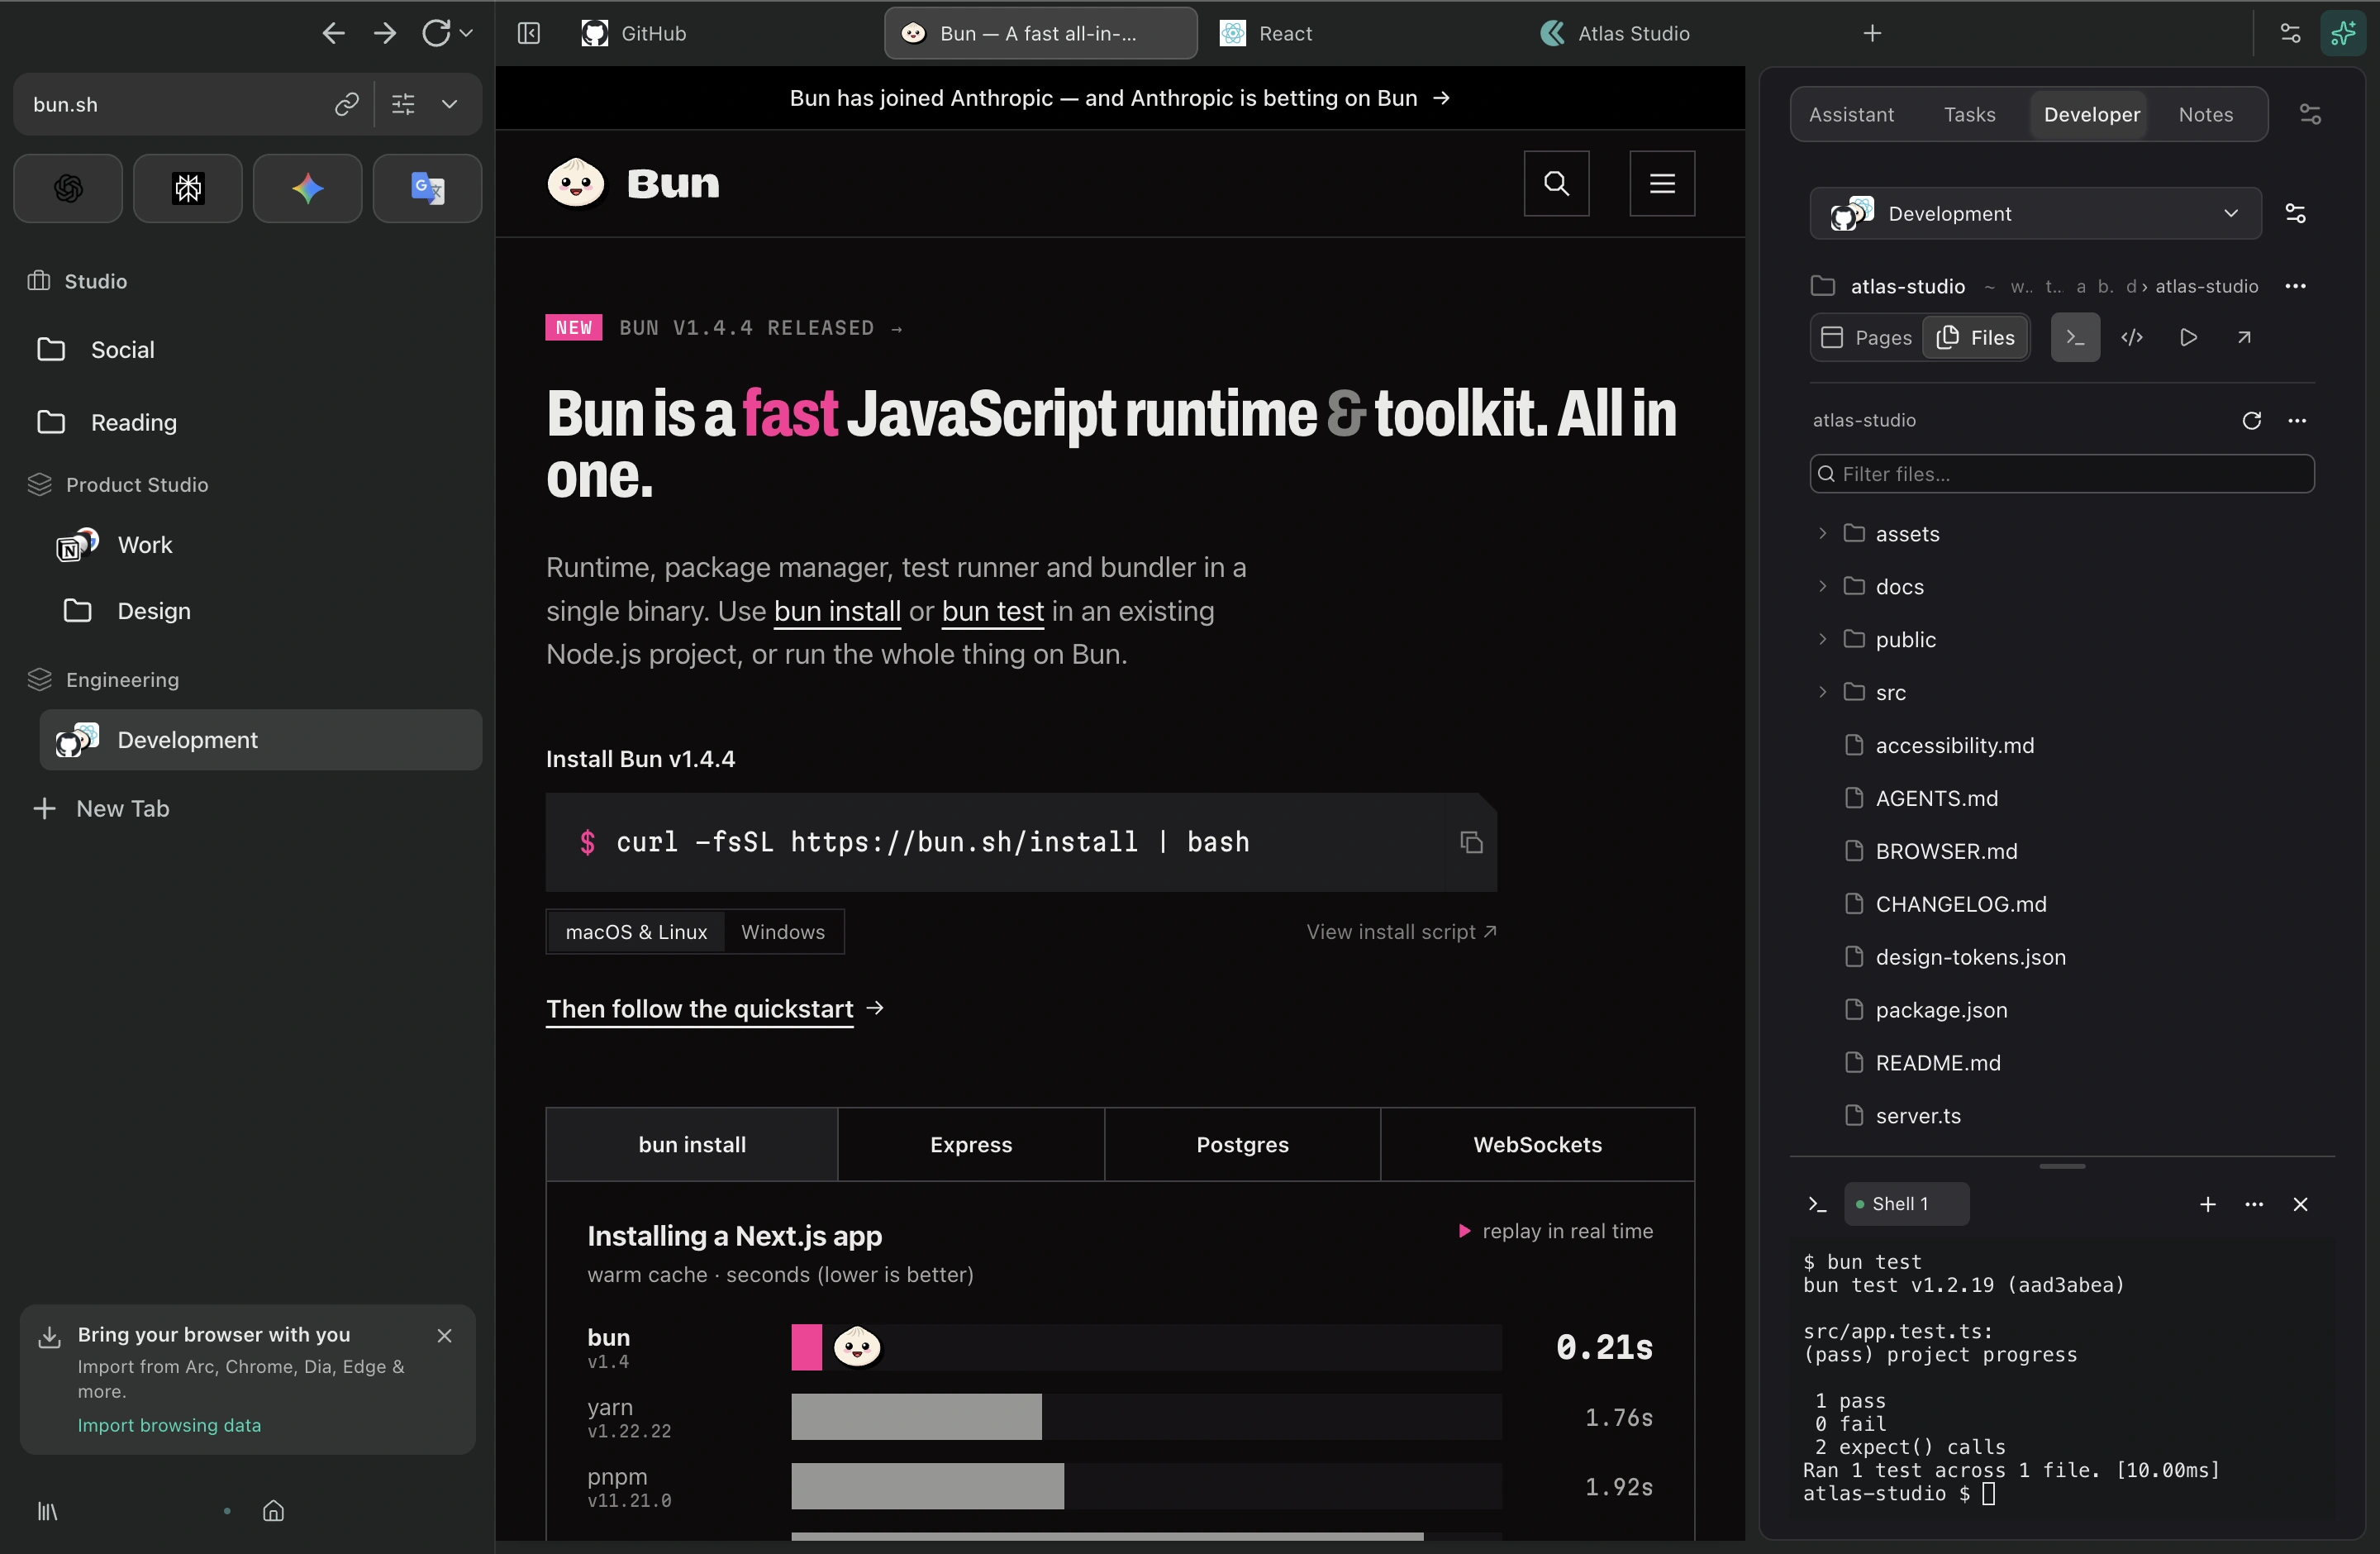 GitHub
Bun — A fast all-in-...
React
Atlas Studio
bun.sh
Studio
Social
Reading
Product Studio
Work
Design
Engineering
Development
New Tab
Bring your browser with you
Import from Arc, Chrome, Dia, Edge &
more.
Import browsing data
Bun has joined Anthropic — and Anthropic is betting on Bun →
Bun
NEW BUN V1.4.4 RELEASED →
Bun is a fast JavaScript runtime & toolkit. All in
one.
Runtime, package manager, test runner and bundler in a
single binary. Use bun install or bun test in an existing
Node.js project, or run the whole thing on Bun.
Install Bun v1.4.4
$ curl -fsSL https://bun.sh/install | bash
macOS & Linux Windows
View install script ↗
Then follow the quickstart →
bun install Express Postgres WebSockets
Installing a Next.js app
replay in real time
warm cache · seconds (lower is better)
bun
v1.4
0.21s
yarn
v1.22.22
1.76s
pnpm
v11.21.0
1.92s
Assistant Tasks Developer Notes
Development
atlas-studio ~ w.. t... a b. d › atlas-studio
Pages Files
atlas-studio
Filter files...
assets
docs
public
src
accessibility.md
AGENTS.md
BROWSER.md
CHANGELOG.md
design-tokens.json
package.json
README.md
server.ts
Shell 1
$ bun test
bun test v1.2.19 (aad3abea)
src/app.test.ts:
(pass) project progress
1 pass
0 fail
2 expect() calls
Ran 1 test across 1 file. [10.00ms]
atlas-studio $